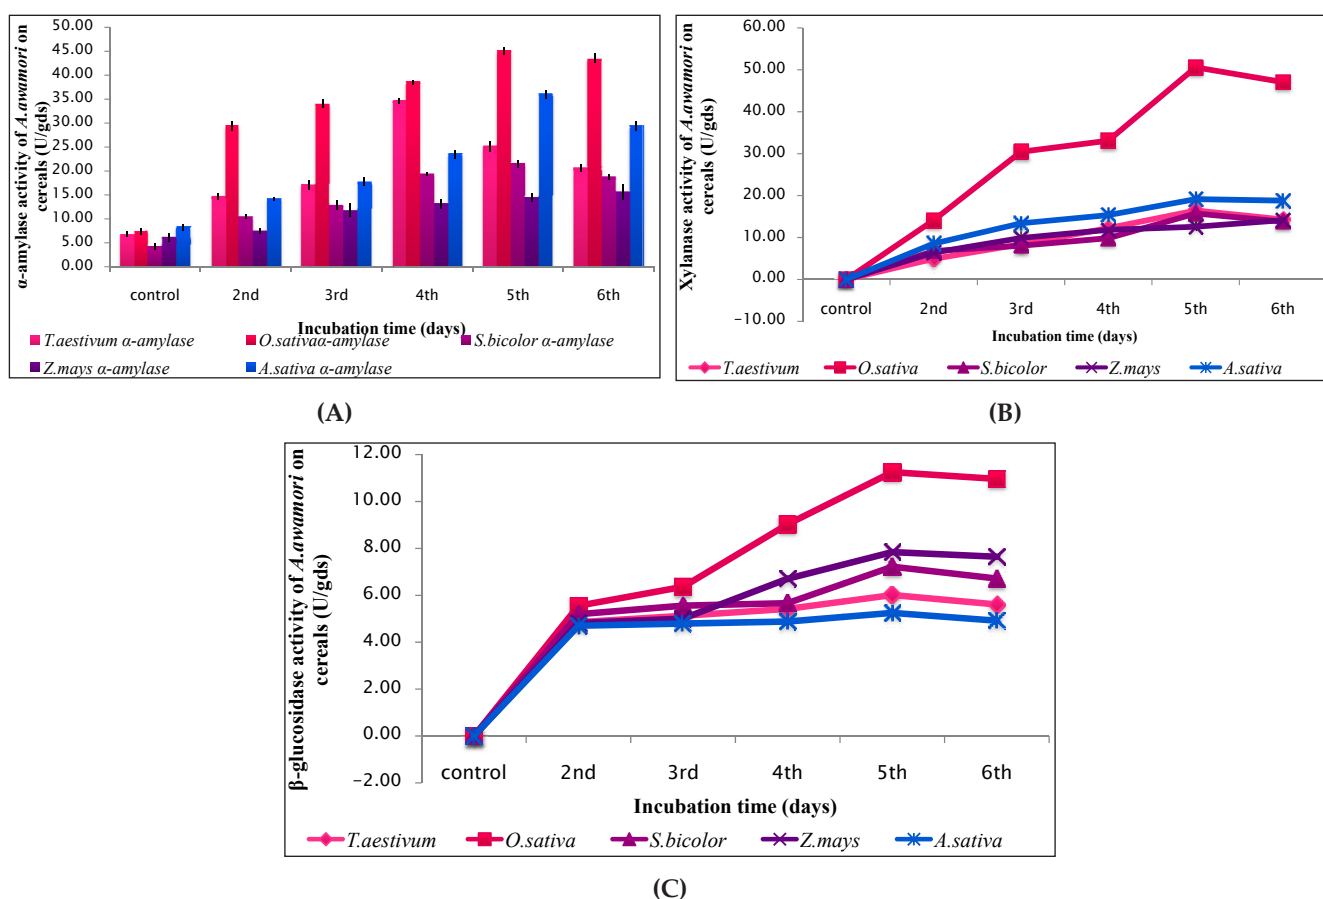 α-amylase activity of A.awamori on
cereals (U/gds)
50.00
45.00
40.00
35.00
30.00
25.00
20.00
15.00
10.00
5.00
0.00
control 2nd 3rd 4th 5th 6th
Incubation time (days)
T.aestivum α-amylase O.sativaα-amylase S.bicolor α-amylase
Z.mays α-amylase A.sativa α-amylase
(A)
Xylanase activity of A.awamori on
cereals (U/gds)
60.00
50.00
40.00
30.00
20.00
10.00
0.00
−10.00
control 2nd 3rd 4th 5th 6th
Incubation time (days)
T.aestivum O.sativa S.bicolor Z.mays A.sativa
(B)
β-glucosidase activity of A.awamori on
cereals (U/gds)
12.00
10.00
8.00
6.00
4.00
2.00
0.00
−2.00
control 2nd 3rd 4th 5th 6th
Incubation time (days)
T.aestivum O.sativa S.bicolor Z.mays A.sativa
(C)